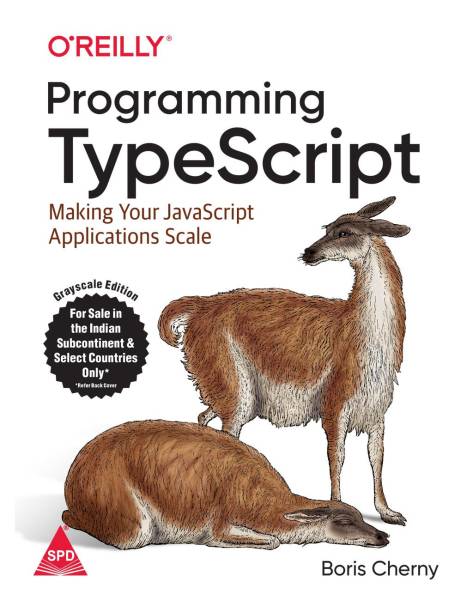 O'REILLY®
Programming
TypeScript
Making Your JavaScript
Applications Scale
Grayscale Edition
For Sale in
the Indian
Subcontinent &
Select Countries
Only*
*Refer Back Cover
SPD
Boris Cherny